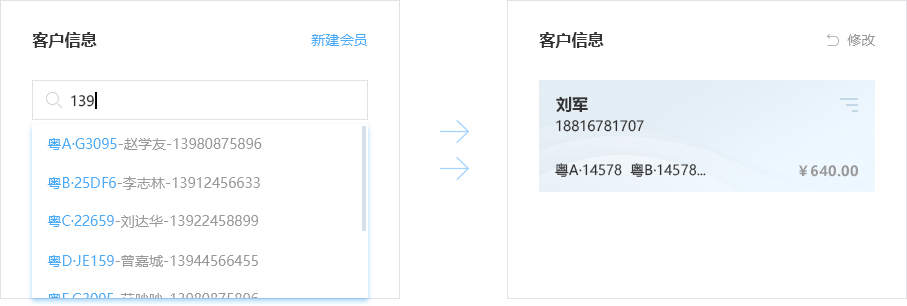 客户信息
新建会员
139
粤A·G3095-赵学友-13980875896
粤B·25DF6-李志林-13912456633
粤C·22659-刘达华-13922458899
粤D·JE159-曾嘉城-13944566455
客户信息
修改
刘军
18816781707
粤A·14578 粤B·14578...
￥640.00